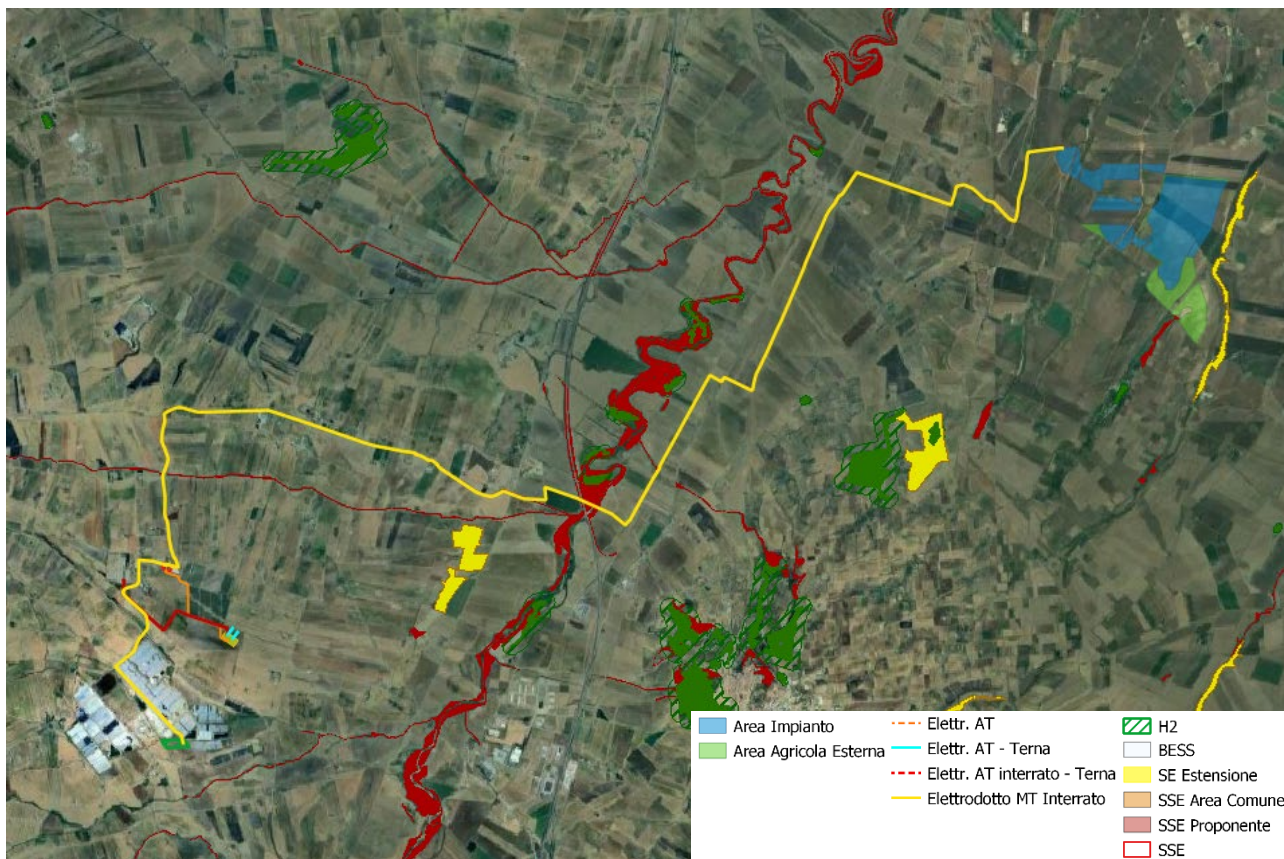 Area Impianto
Area Agricola Esterna
Elettr. AT
Elettr. AT - Terna
Elettr. AT interrato - Terna
Elettrodotto MT Interrato
H2
BESS
SE Estensione
SSE Area Comune
SSE Proponente
SSE